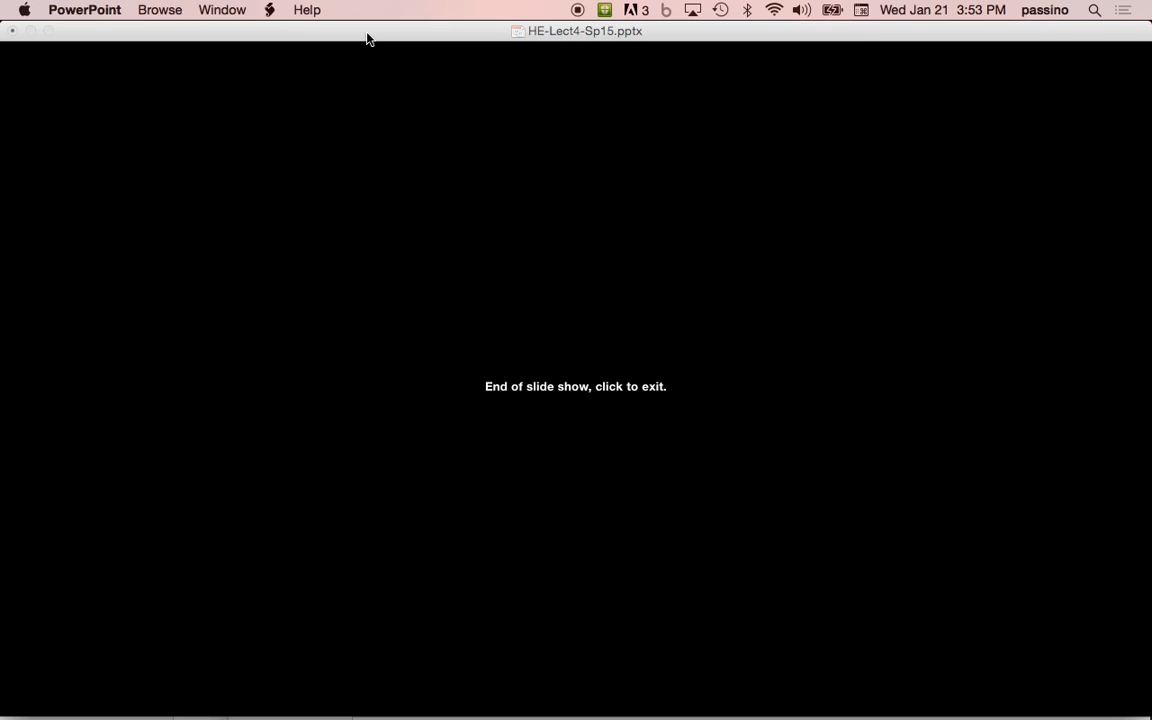 PowerPoint Browse Window Help 3 Wed Jan 21 3:53 PM passino
HE-Lect4-Sp15.pptx
End of slide show, click to exit.